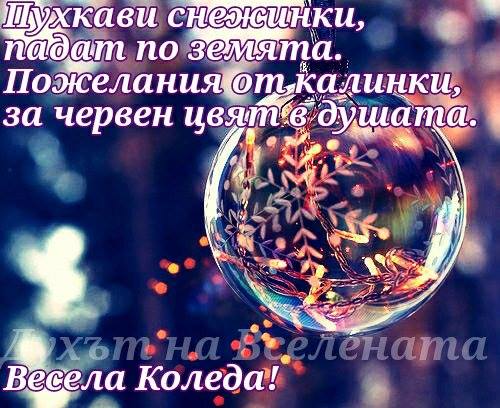 Пухкави снежинки,
падат по земята.
Пожелания от калинки,
за червен цвят в душата.
Духът на Вселената
Весела Коледа!